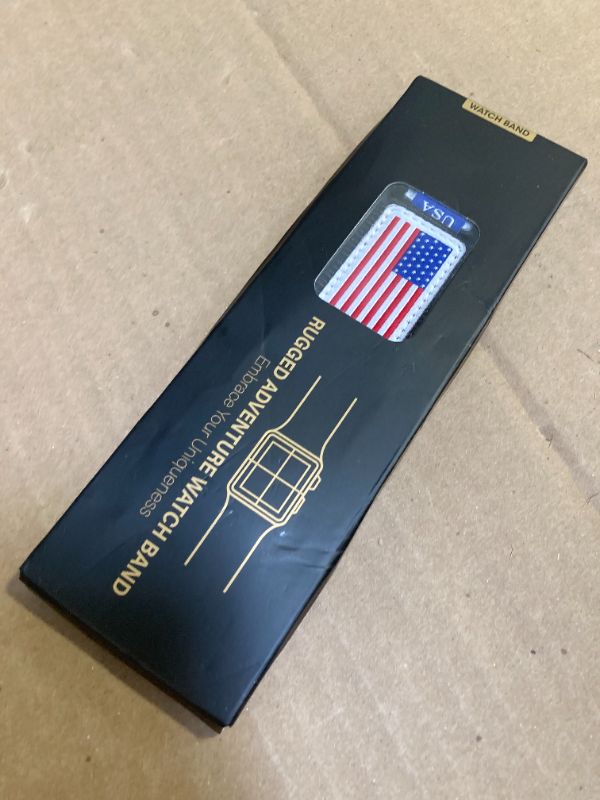 WATCH BAND
USA
RUGGED ADVENTURE WATCH BAND
Embrace Your Uniqueness